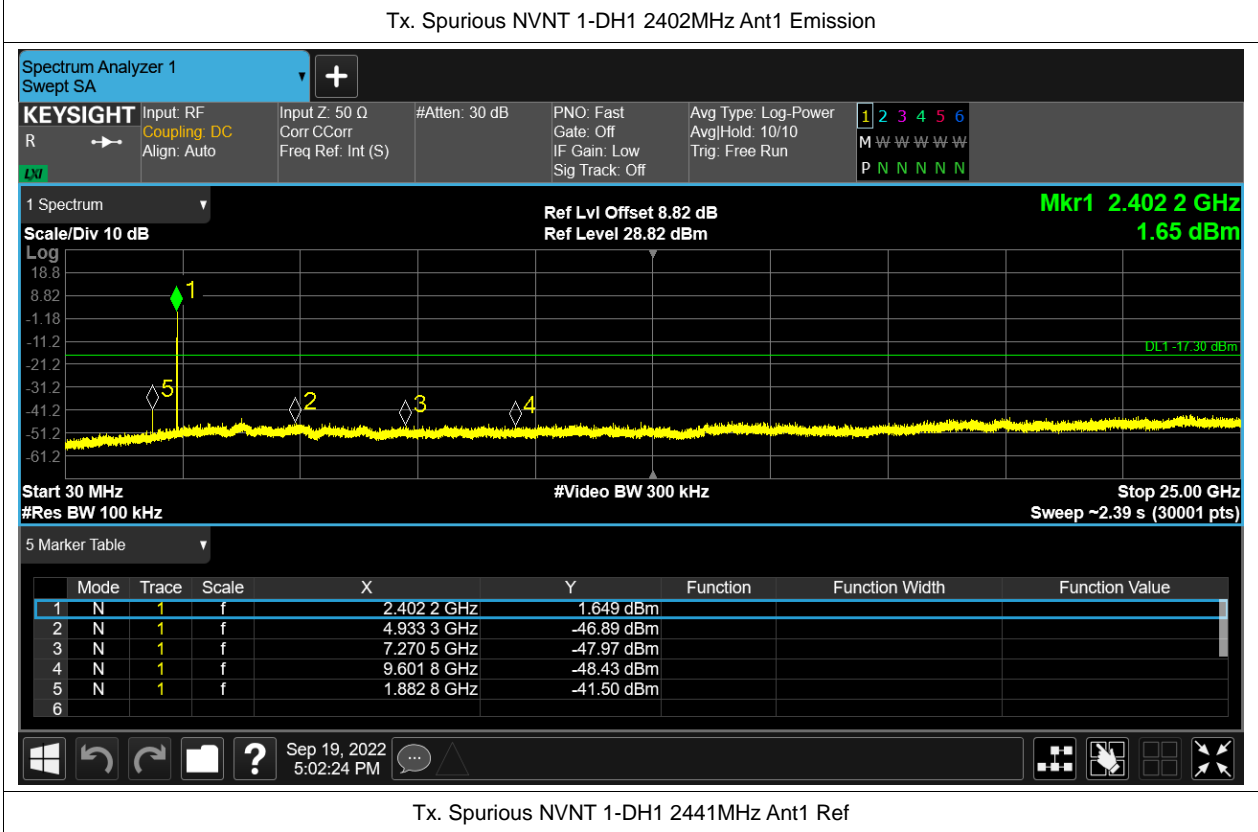 Tx. Spurious NVNT 1-DH1 2402MHz Ant1 Emission
Spectrum Analyzer 1
Swept SA
KEYSIGHT
R
LXI
Input: RF
Coupling: DC
Align: Auto
Input Z: 50 Ω
Corr CCorr
Freq Ref: Int (S)
#Atten: 30 dB
PNO: Fast
Gate: Off
IF Gain: Low
Sig Track: Off
Avg Type: Log-Power
Avg|Hold: 10/10
Trig: Free Run
1 2 3 4 5 6
M W W W W W
P N N N N N
1 Spectrum
Scale/Div 10 dB
Ref Lvl Offset 8.82 dB
Ref Level 28.82 dBm
Mkr1 2.402 2 GHz
1.65 dBm
Log
18.8
8.82
-1.18
-11.2
-21.2
-31.2
-41.2
-51.2
-61.2
1
5
2
3
4
DL1 -17.30 dBm
Start 30 MHz
#Video BW 300 kHz
Stop 25.00 GHz
#Res BW 100 kHz
Sweep ~2.39 s (30001 pts)
5 Marker Table
Mode Trace Scale X Y Function Function Width Function Value
1 N 1 f 2.402 2 GHz 1.649 dBm
2 N 1 f 4.933 3 GHz -46.89 dBm
3 N 1 f 7.270 5 GHz -47.97 dBm
4 N 1 f 9.601 8 GHz -48.43 dBm
5 N 1 f 1.882 8 GHz -41.50 dBm
6
?
Sep 19, 2022
5:02:24 PM
Tx. Spurious NVNT 1-DH1 2441MHz Ant1 Ref